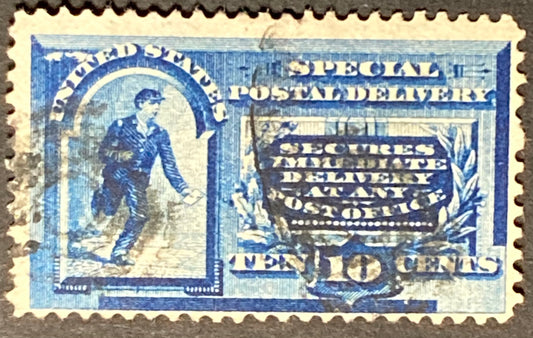 UNITED STATES
SPECIAL
POSTAL DELIVERY
SECURES
IMMEDIATE
DELIVERY
AT ANY
POST OFFICE.
TEN 10 CENTS